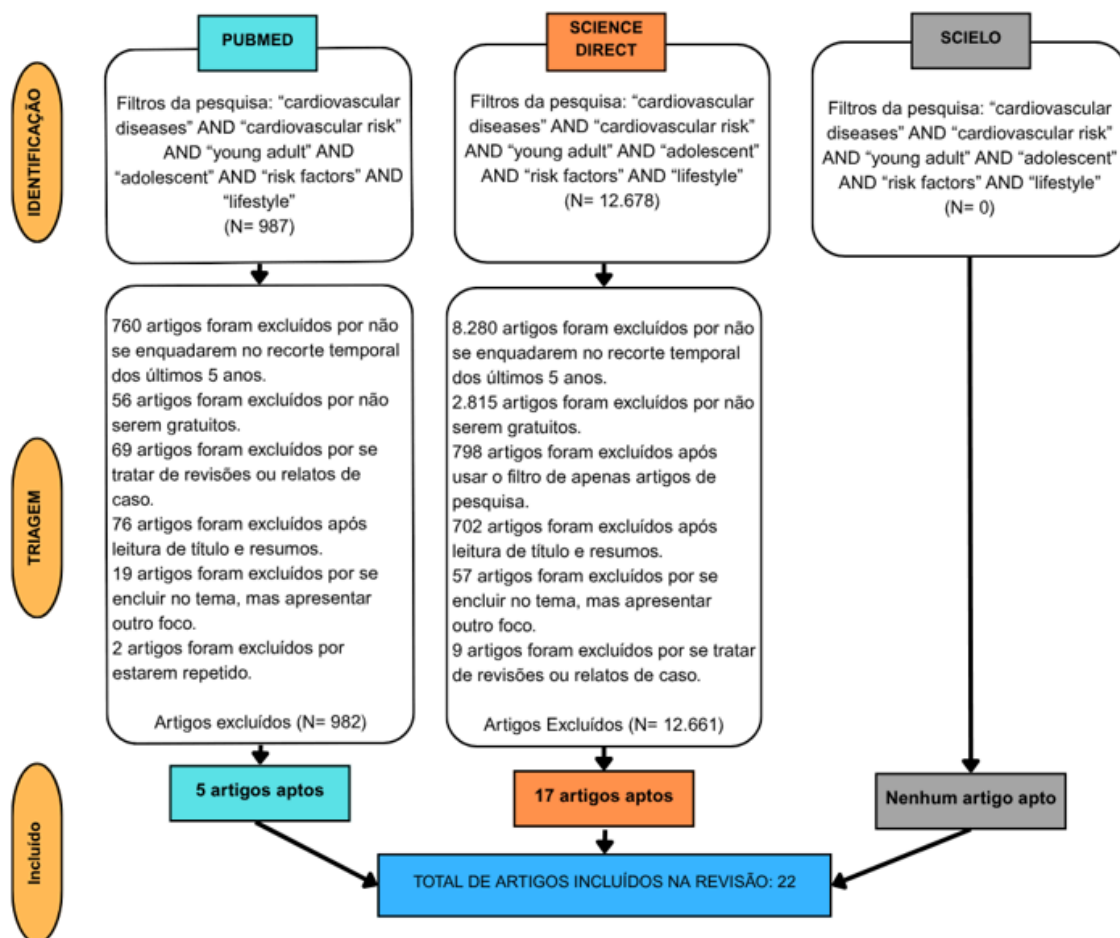 PUBMED
SCIENCE
DIRECT
SCIELO
IDENTIFICAÇÃO
Filtros da pesquisa: “cardiovascular
diseases” AND “cardiovascular risk”
AND “young adult” AND
“adolescent” AND “risk factors” AND
“lifestyle”
(N= 987)
Filtros da pesquisa: “cardiovascular
diseases” AND “cardiovascular risk”
AND “young adult” AND “adolescent”
AND “risk factors” AND “lifestyle”
(N= 12.678)
Filtros da pesquisa: “cardiovascular
diseases” AND “cardiovascular risk”
AND “young adult” AND “adolescent”
AND “risk factors” AND “lifestyle”
(N= 0)
TRIAGEM
760 artigos foram excluídos por não
se enquadarem no recorte temporal
dos últimos 5 anos.
56 artigos foram excluídos por não
serem gratuitos.
69 artigos foram excluídos por se
tratar de revisões ou relatos de
caso.
76 artigos foram excluídos após
leitura de título e resumos.
19 artigos foram excluídos por se
encluir no tema, mas apresentar
outro foco.
2 artigos foram excluídos por
estarem repetido.
Artigos excluídos (N= 982)
8.280 artigos foram excluídos por não
se enquadarem no recorte temporal
dos últimos 5 anos.
2.815 artigos foram excluídos por não
serem gratuitos.
798 artigos foram excluídos após
usar o filtro de apenas artigos de
pesquisa.
702 artigos foram excluídos após
leitura de título e resumos.
57 artigos foram excluídos por se
encluir no tema, mas apresentar
outro foco.
9 artigos foram excluídos por se tratar
de revisões ou relatos de caso.
Artigos Excluídos (N= 12.661)
Incluído
5 artigos aptos
17 artigos aptos
Nenhum artigo apto
TOTAL DE ARTIGOS INCLUÍDOS NA REVISÃO: 22